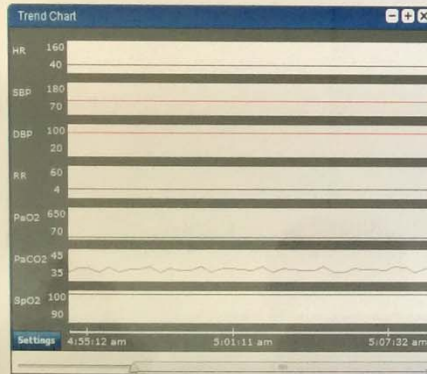 Trend Chart
HR 160
40
SBP 180
70
DBP 100
20
RR 60
4
PaO2 650
70
PaCO2 45
35
SpO2 100
90
Settings 4:55:12 am 5:01:11 am 5:07:32 am